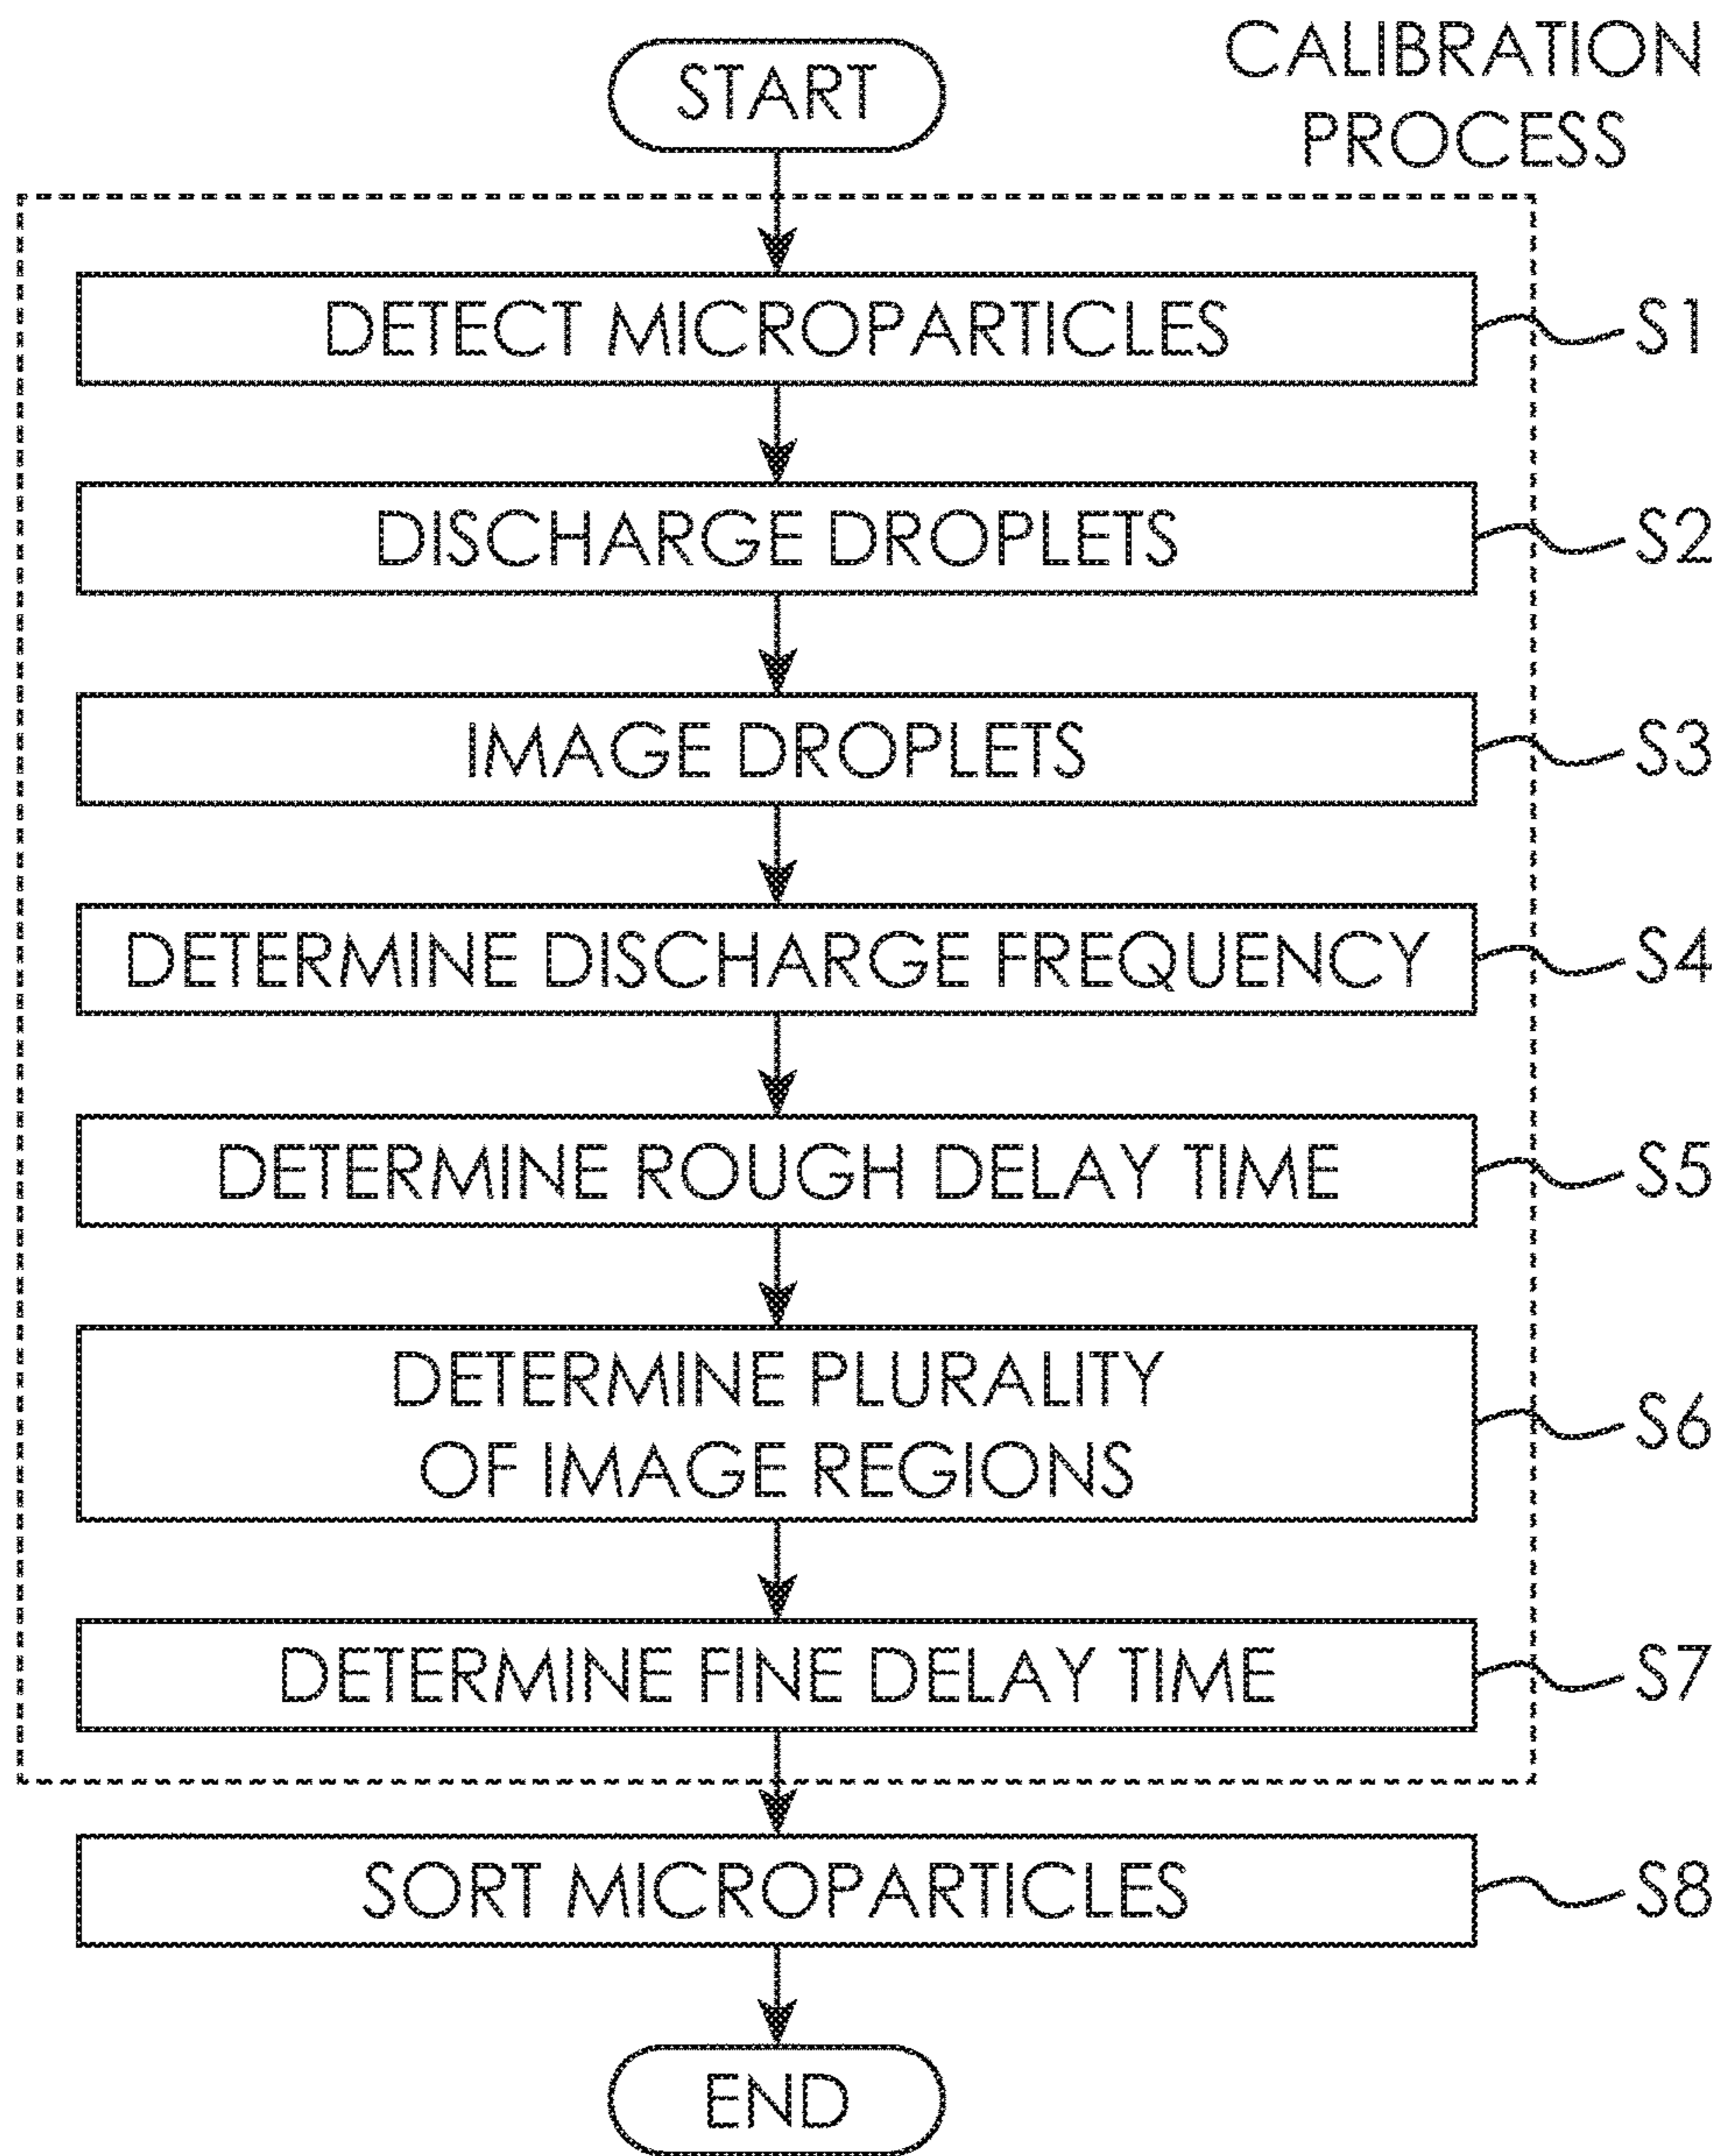 CALIBRATION
PROCESS
START
DETECT MICROPARTICLES
S1
DISCHARGE DROPLETS
S2
IMAGE DROPLETS
S3
DETERMINE DISCHARGE FREQUENCY
S4
DETERMINE ROUGH DELAY TIME
S5
DETERMINE PLURALITY
OF IMAGE REGIONS
S6
DETERMINE FINE DELAY TIME
S7
SORT MICROPARTICLES
S8
END